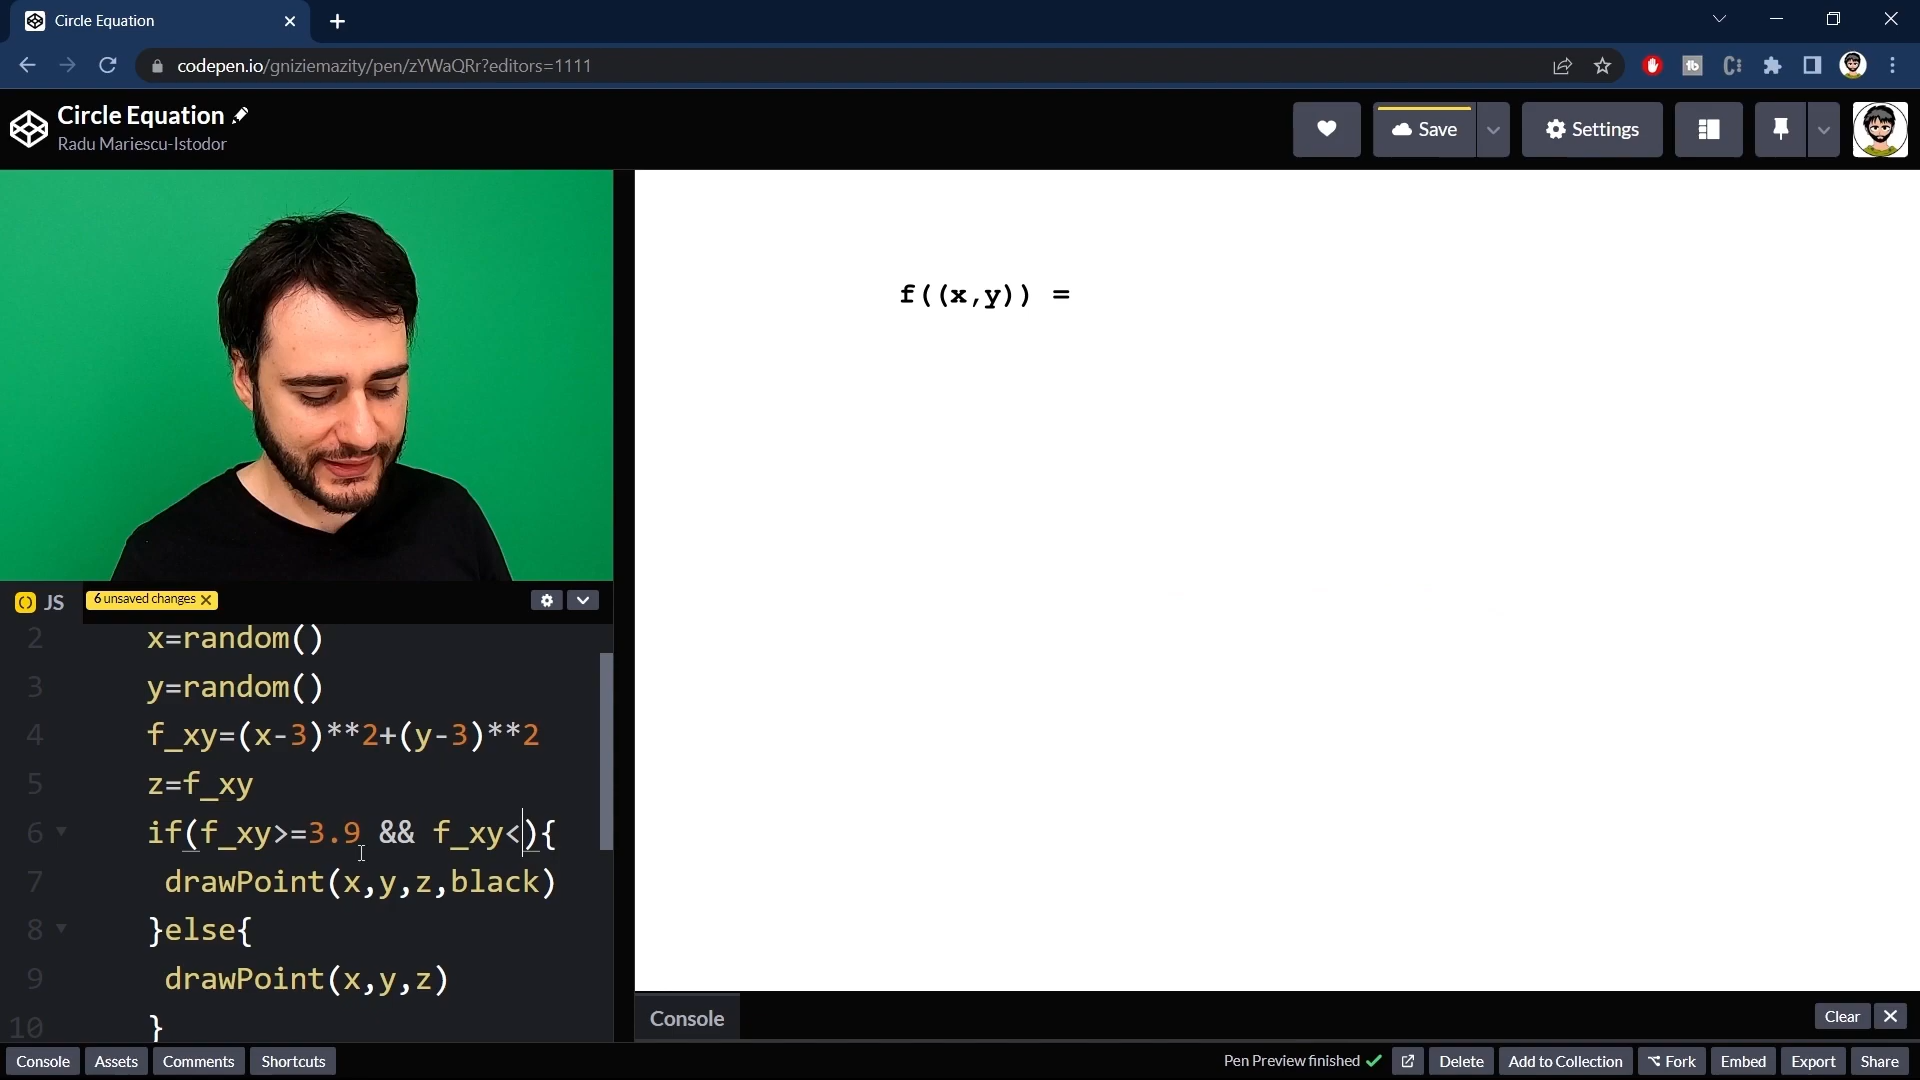 Circle Equation
codepen.io/gniziemazity/pen/zYWaQRr?editors=1111
Circle Equation
Radu Mariescu-Istodor
Save
Settings
f((x,y)) =
JS
6 unsaved changes
2 x=random()
3 y=random()
4 f_xy=(x-3)**2+(y-3)**2
5 z=f_xy
6 if(f_xy>=3.9 && f_xy<){
7 drawPoint(x,y,z,black)
8 }else{
9 drawPoint(x,y,z)
10 }
Console
Clear
Console Assets Comments Shortcuts
Pen Preview finished
Delete Add to Collection Fork Embed Export Share